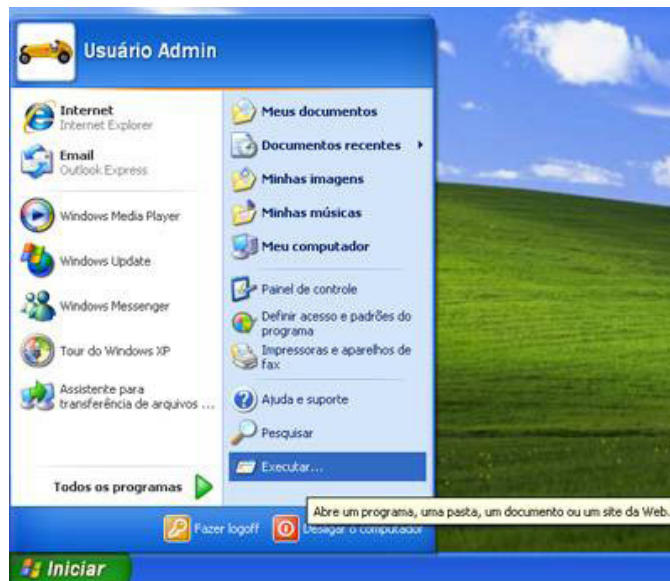 Usuário Admin
Internet
Internet Explorer
Email
Outlook Express
Windows Media Player
Windows Update
Windows Messenger
Tour do Windows XP
Assistente para
transferência de arquivos ...
Todos os programas
Meus documentos
Documentos recentes
Minhas imagens
Minhas músicas
Meu computador
Painel de controle
Definir acesso e padrões do
programa
Impressoras e aparelhos de
fax
Ajuda e suporte
Pesquisar
Executar...
Abre um programa, uma pasta, um documento ou um site da Web.
Fazer logoff
Desligar o computador
Iniciar